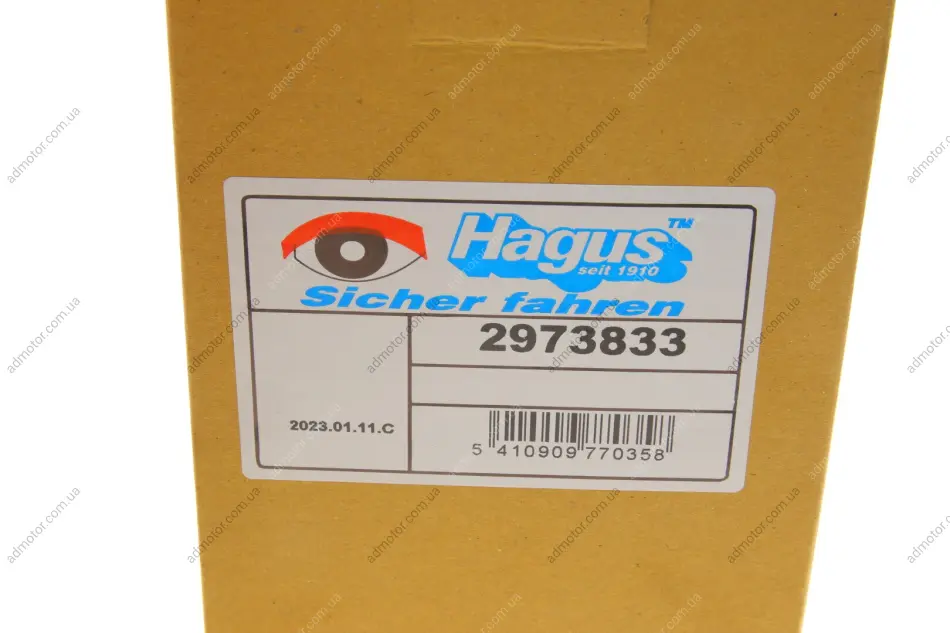 Hagus™
seit 1910
Sicher fahren
2973833
2023.01.11.C
5 410909 770358
admotor.com.ua